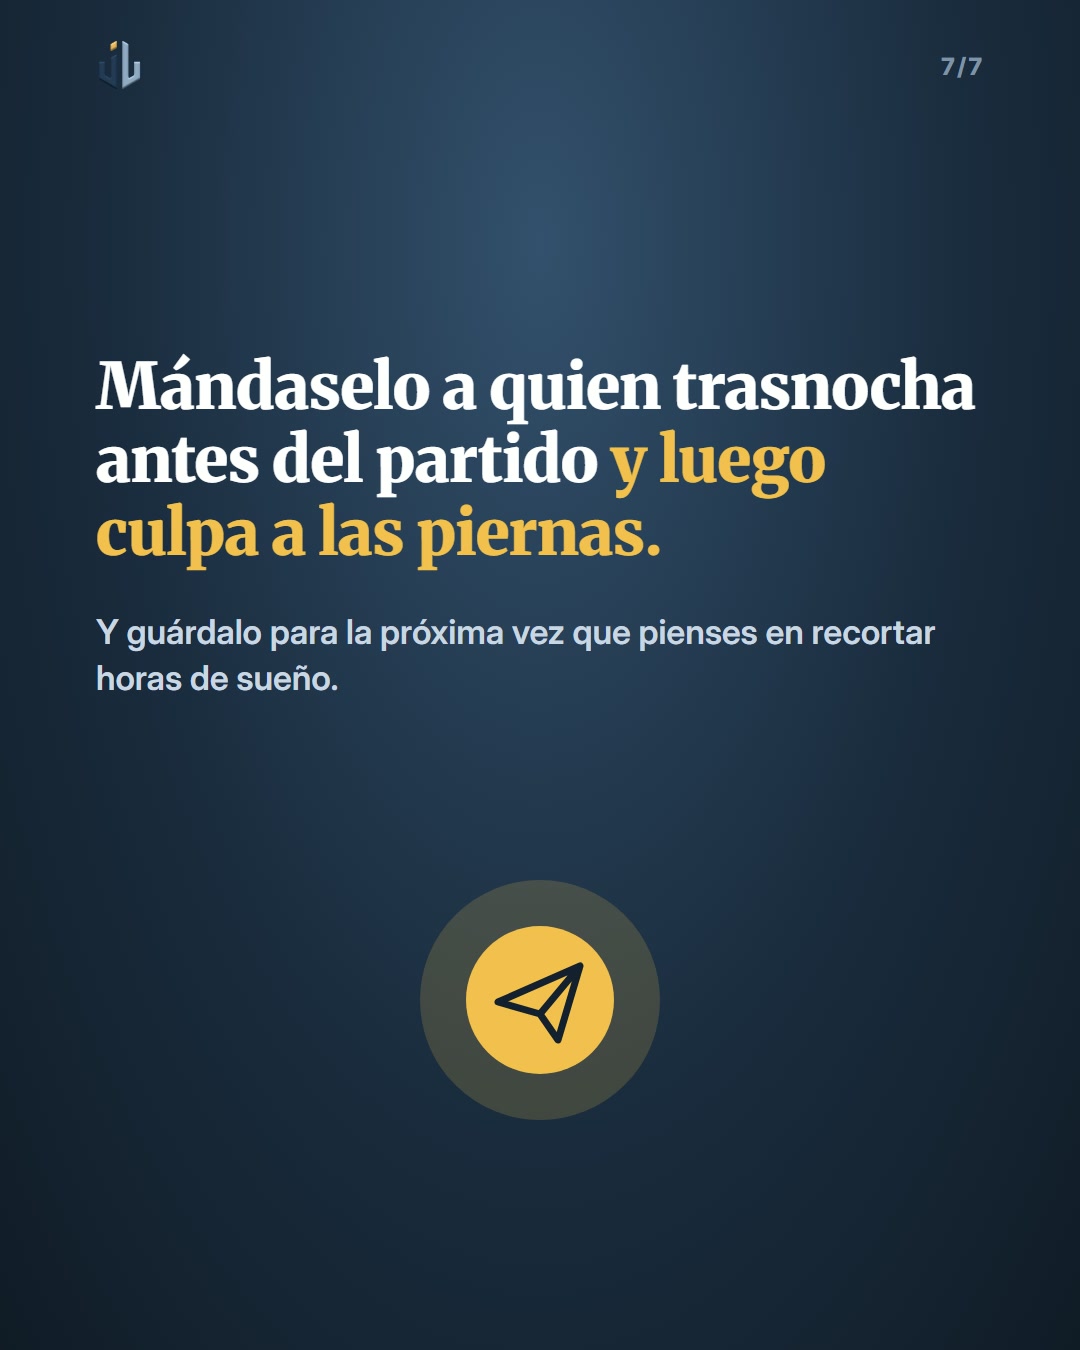 7/7
Mándaselo a quien trasnocha
antes del partido y luego
culpa a las piernas.
Y guárdalo para la próxima vez que pienses en recortar
horas de sueño.